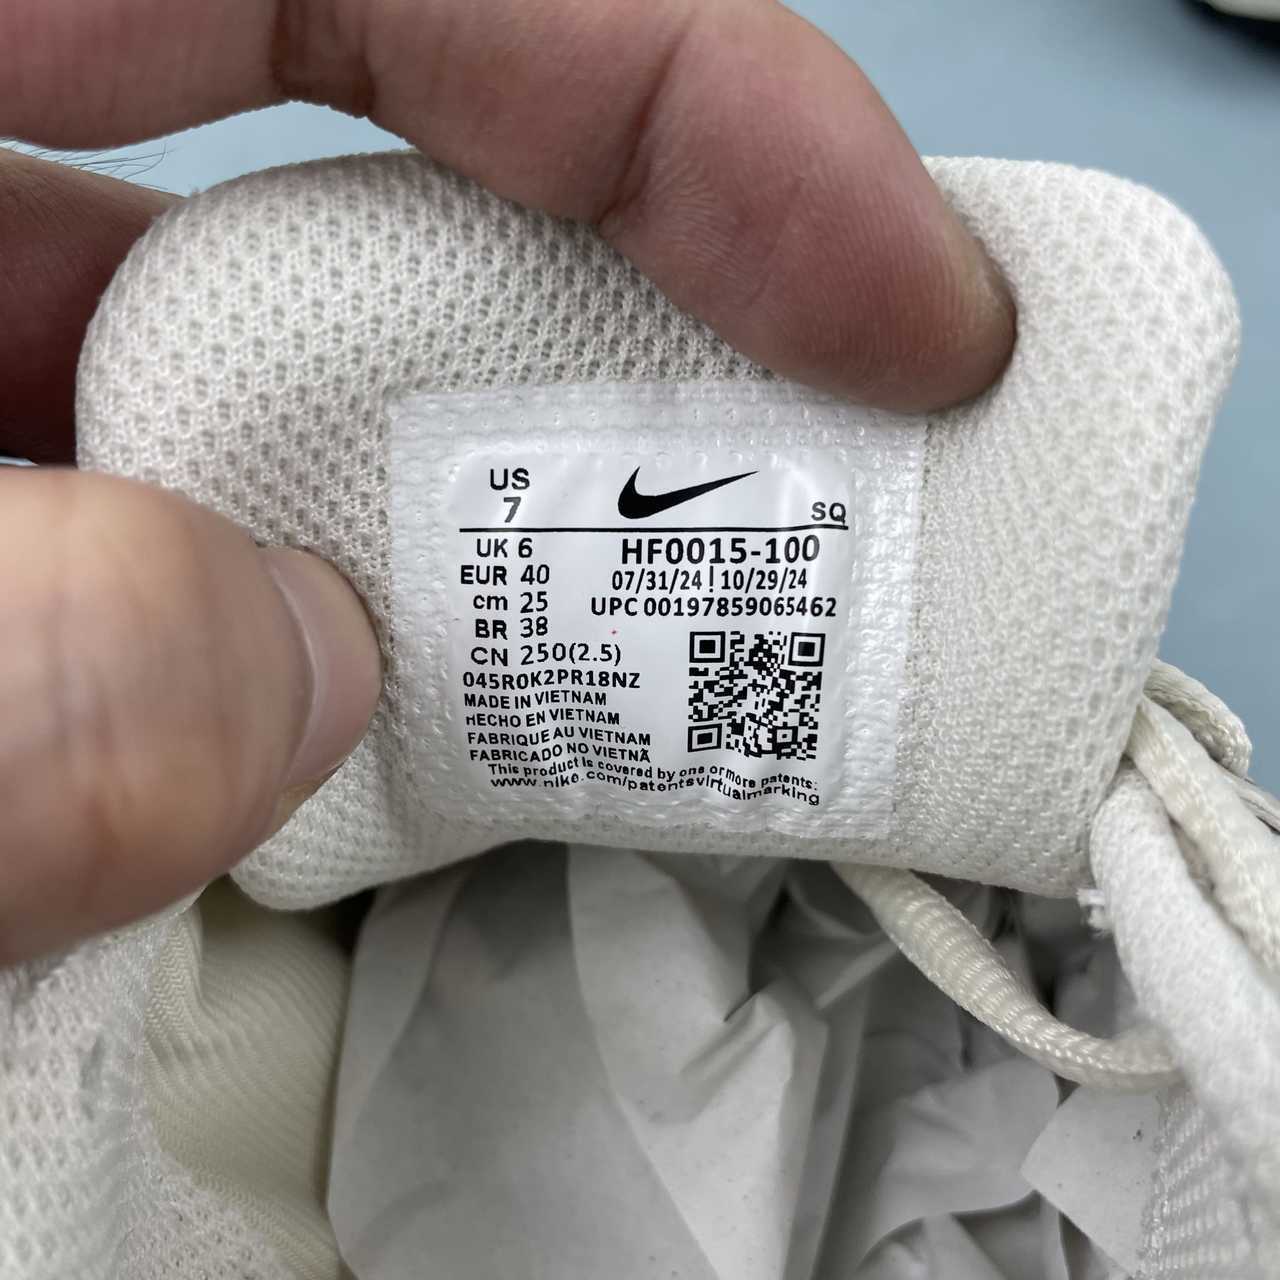 US
7
SQ
UK 6
EUR 40
cm 25
BR 38
CN 250(2.5)
HF0015-100
07/31/24 | 10/29/24
UPC 00197859065462
045R0K2PR18NZ
MADE IN VIETNAM
HECHO EN VIETNAM
FABRIQUE AU VIETNAM
FABRICADO NO VIETNÃ
This product is covered by one or more patents:
www.nike.com/patentsvirtualmarking